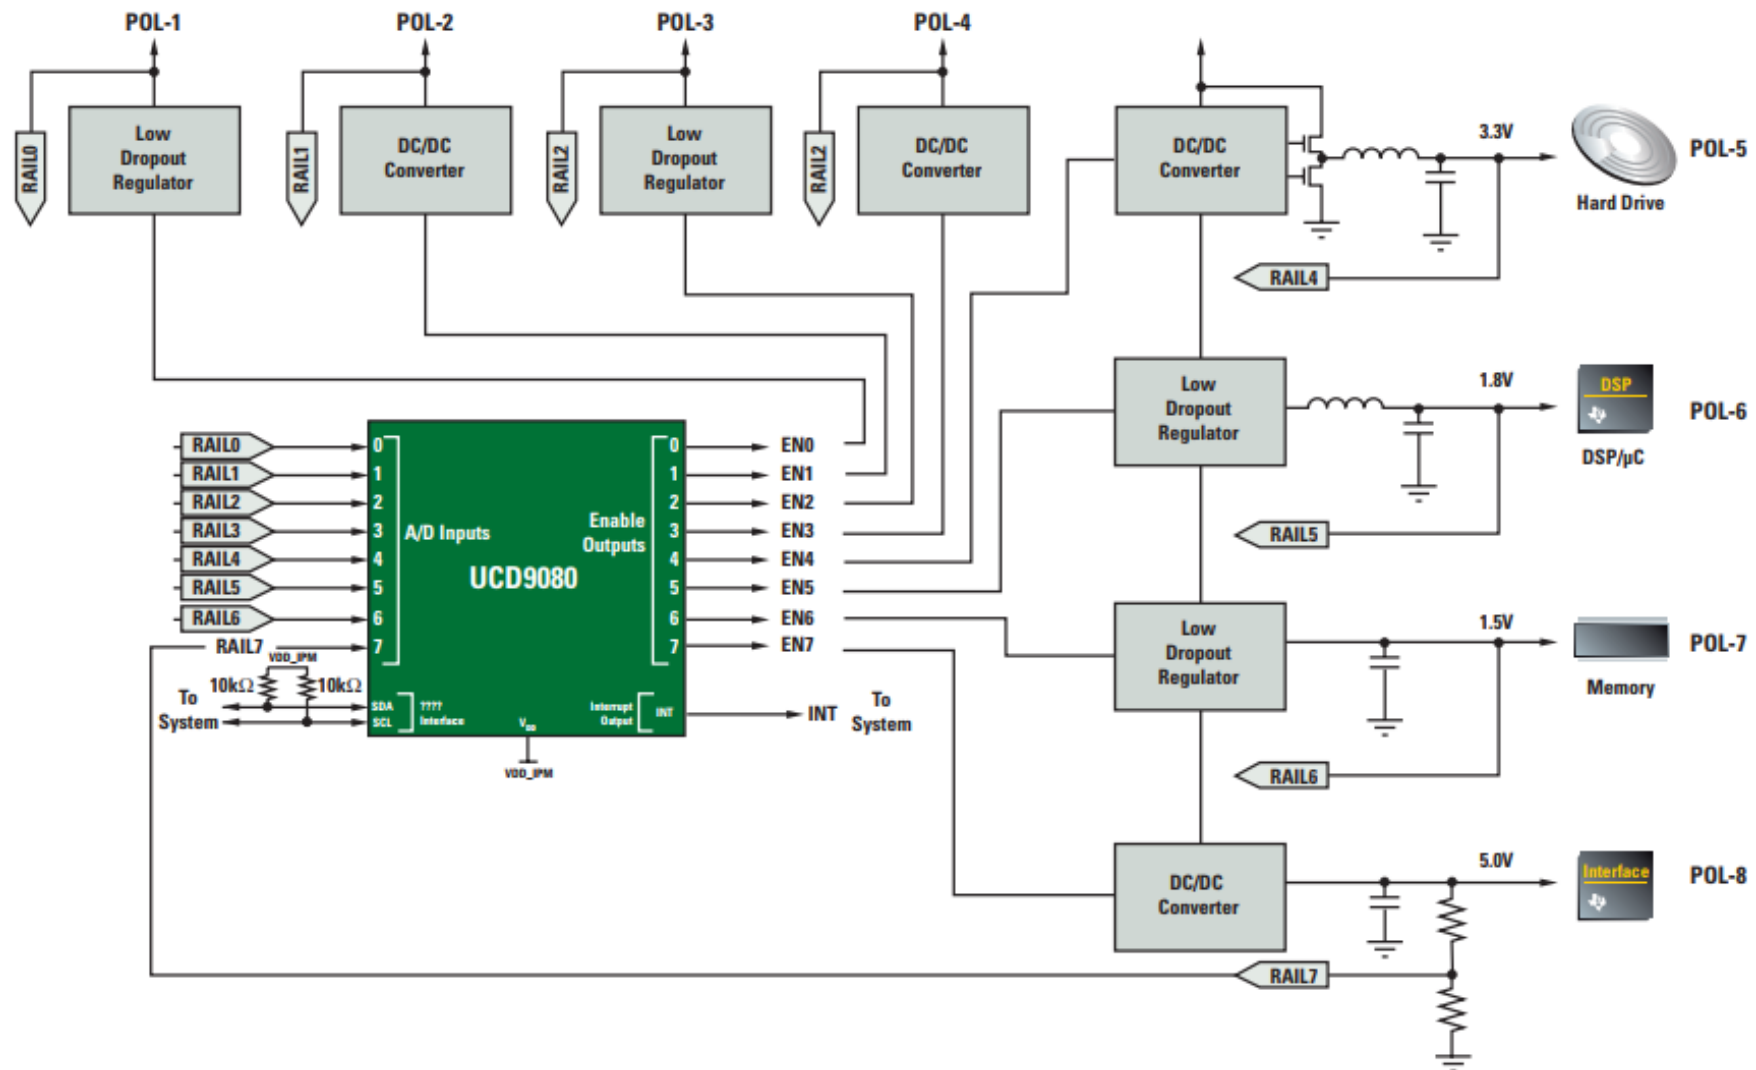 POL-1
POL-2
POL-3
POL-4
RAIL0
Low
Dropout
Regulator
RAIL1
DC/DC
Converter
RAIL2
Low
Dropout
Regulator
RAIL2
DC/DC
Converter
DC/DC
Converter
3.3V
POL-5
Hard Drive
RAIL4
Low
Dropout
Regulator
1.8V
DSP
POL-6
DSP/µC
RAIL5
RAIL0
RAIL1
RAIL2
RAIL3
RAIL4
RAIL5
RAIL6
RAIL7
0
1
2
3
4
5
6
7
A/D Inputs
UCD9080
Enable
Outputs
0
1
2
3
4
5
6
7
EN0
EN1
EN2
EN3
EN4
EN5
EN6
EN7
VDD_IPM
10kΩ
10kΩ
To
System
SDA
SCL
????
Interface
VDD
VDD_IPM
Interrupt
Output
INT
INT
To
System
Low
Dropout
Regulator
1.5V
POL-7
Memory
RAIL6
DC/DC
Converter
5.0V
Interface
POL-8
RAIL7